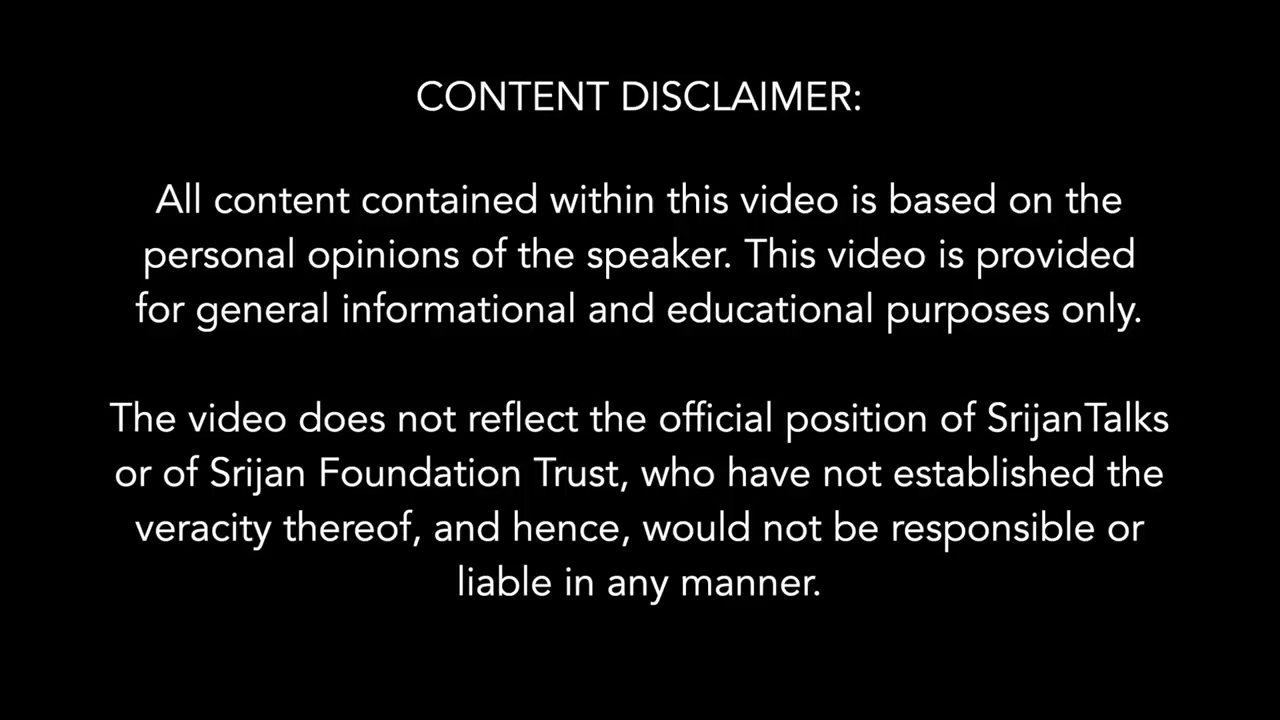 CONTENT DISCLAIMER:
All content contained within this video is based on the
personal opinions of the speaker. This video is provided
for general informational and educational purposes only.
The video does not reflect the official position of SrijanTalks
or of Srijan Foundation Trust, who have not established the
veracity thereof, and hence, would not be responsible or
liable in any manner.